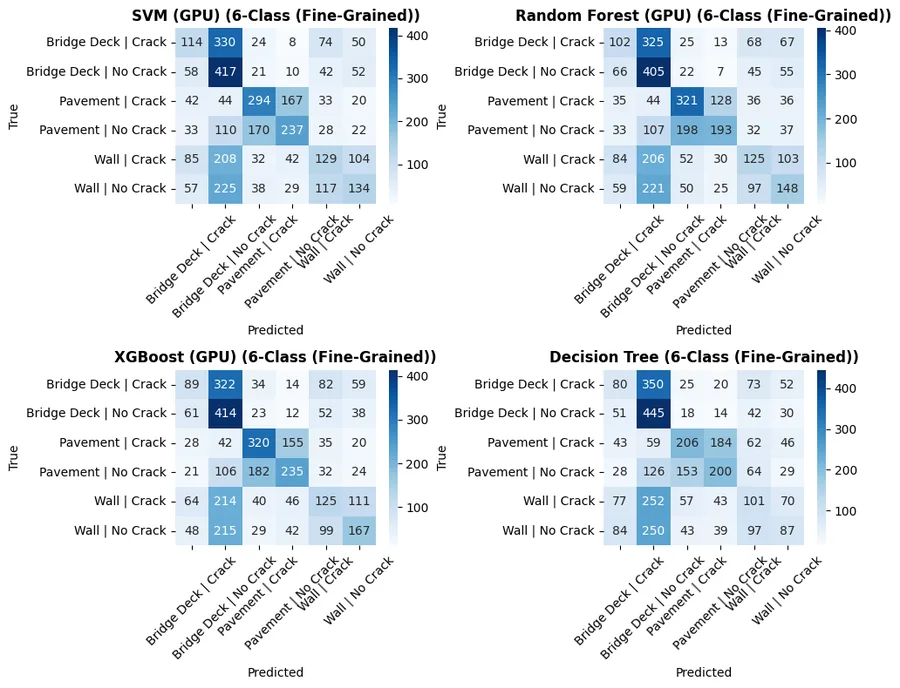 SVM (GPU) (6-Class (Fine-Grained))
Bridge Deck | Crack 114 330 24 8 74 50
Bridge Deck | No Crack 58 417 21 10 42 52
Pavement | Crack 42 44 294 167 33 20
Pavement | No Crack 33 110 170 237 28 22
Wall | Crack 85 208 32 42 129 104
Wall | No Crack 57 225 38 29 117 134
True
400
300
200
100
Bridge Deck | Crack
Bridge Deck | No Crack
Pavement | Crack
Pavement | No Crack
Wall | Crack
Wall | No Crack
Predicted
Random Forest (GPU) (6-Class (Fine-Grained))
Bridge Deck | Crack 102 325 25 13 68 67
Bridge Deck | No Crack 66 405 22 7 45 55
Pavement | Crack 35 44 321 128 36 36
Pavement | No Crack 33 107 198 193 32 37
Wall | Crack 84 206 52 30 125 103
Wall | No Crack 59 221 50 25 97 148
True
400
300
200
100
Bridge Deck | Crack
Bridge Deck | No Crack
Pavement | Crack
Pavement | No Crack
Wall | Crack
Wall | No Crack
Predicted
XGBoost (GPU) (6-Class (Fine-Grained))
Bridge Deck | Crack 89 322 34 14 82 59
Bridge Deck | No Crack 61 414 23 12 52 38
Pavement | Crack 28 42 320 155 35 20
Pavement | No Crack 21 106 182 235 32 24
Wall | Crack 64 214 40 46 125 111
Wall | No Crack 48 215 29 42 99 167
True
400
300
200
100
Bridge Deck | Crack
Bridge Deck | No Crack
Pavement | Crack
Pavement | No Crack
Wall | Crack
Wall | No Crack
Predicted
Decision Tree (6-Class (Fine-Grained))
Bridge Deck | Crack 80 350 25 20 73 52
Bridge Deck | No Crack 51 445 18 14 42 30
Pavement | Crack 43 59 206 184 62 46
Pavement | No Crack 28 126 153 200 64 29
Wall | Crack 77 252 57 43 101 70
Wall | No Crack 84 250 43 39 97 87
True
400
300
200
100
Bridge Deck | Crack
Bridge Deck | No Crack
Pavement | Crack
Pavement | No Crack
Wall | Crack
Wall | No Crack
Predicted